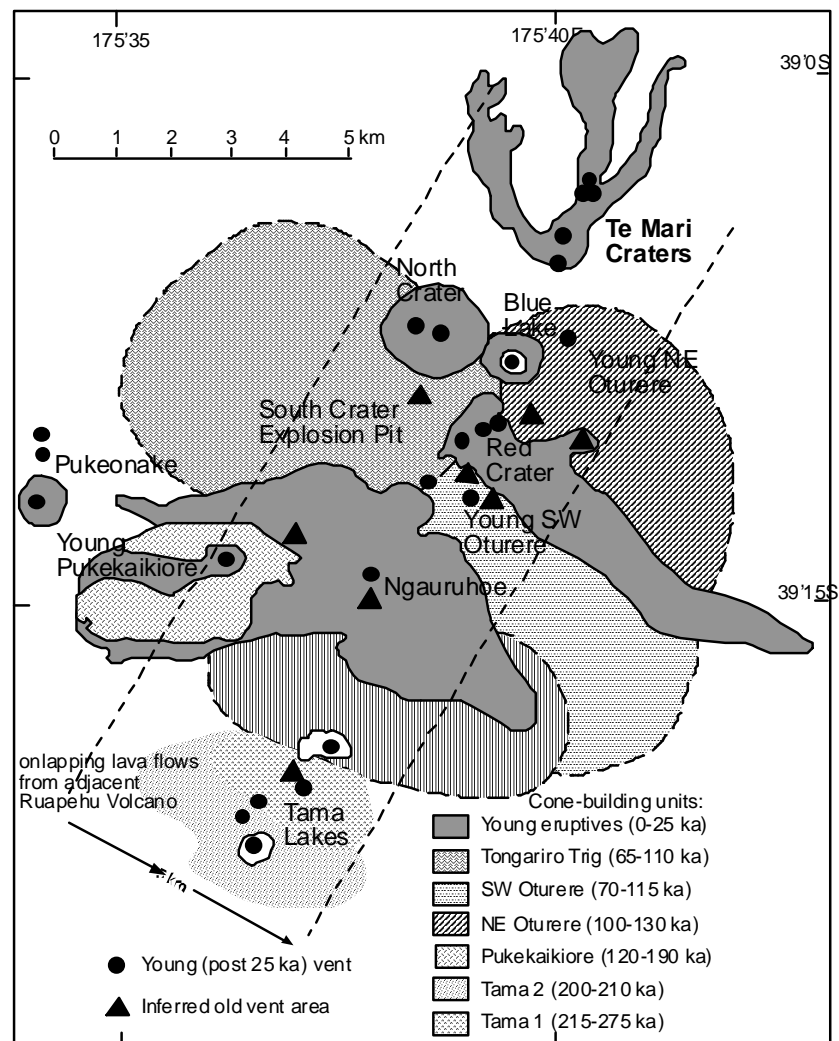 175'35
175'40E
39'0S
0 1 2 3 4 5 km
Te Mari
Craters
North
Crater
Blue
Lake
Young NE
Oturere
South Crater
Explosion Pit
Red
Crater
Pukeonake
Young SW
Oturere
Young
Pukekaikiore
Ngauruhoe
39'15S
onlapping lava flows
from adjacent
Ruapehu Volcano
Tama
Lakes
km
Cone-building units:
Young eruptives (0-25 ka)
Tongariro Trig (65-110 ka)
SW Oturere (70-115 ka)
NE Oturere (100-130 ka)
Pukekaikiore (120-190 ka)
Tama 2 (200-210 ka)
Tama 1 (215-275 ka)
Young (post 25 ka) vent
Inferred old vent area